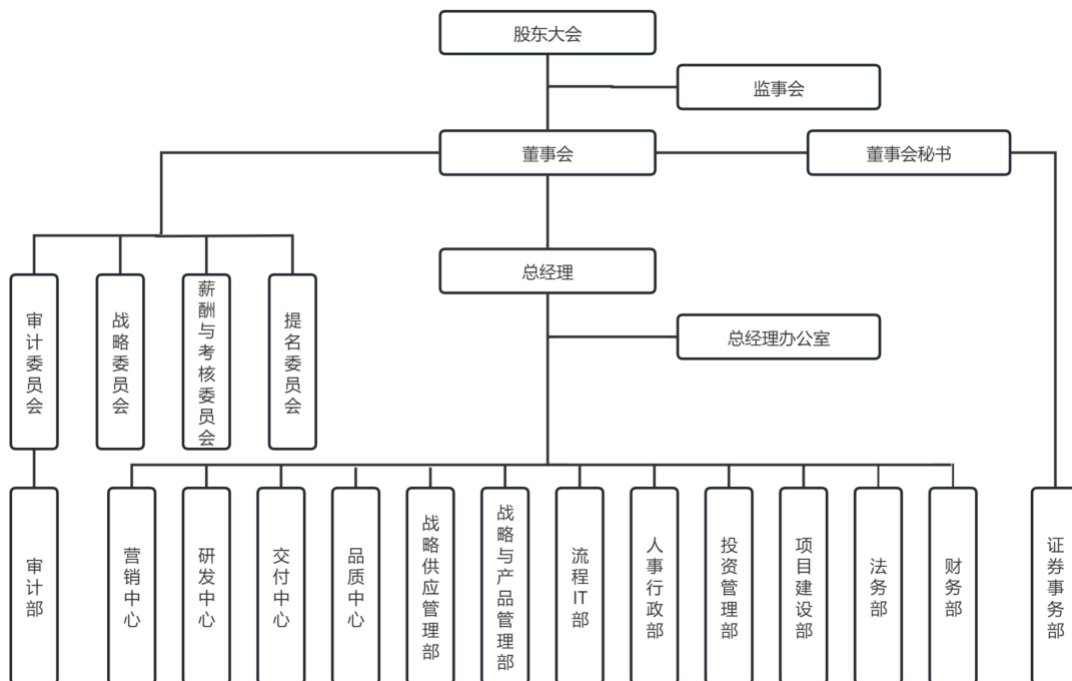 股东大会
监事会
董事会
董事会秘书
总经理
总经理办公室
审计委员会
战略委员会
薪酬与考核委员会
提名委员会
审计部
营销中心
研发中心
交付中心
品质中心
战略供应管理部
战略与产品管理部
流程IT部
人事行政部
投资管理部
项目建设部
法务部
财务部
证券事务部